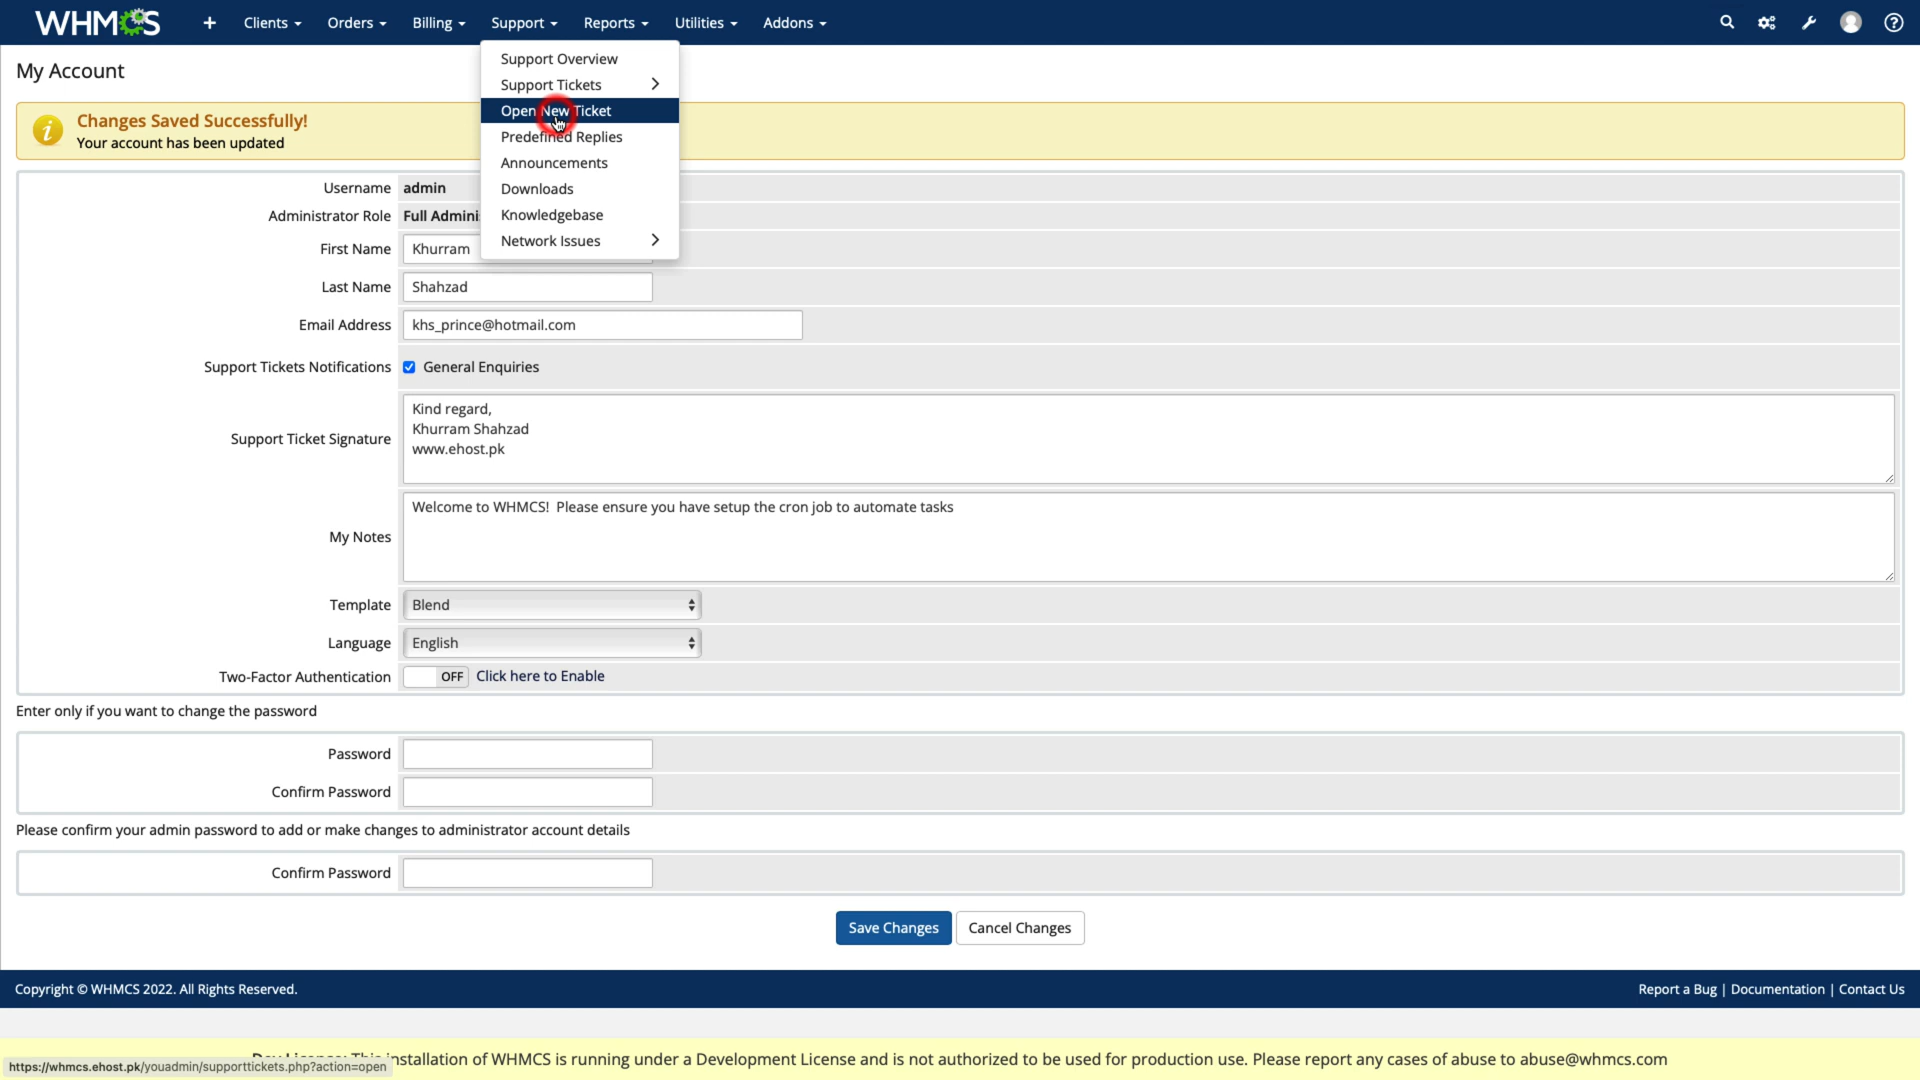 WHMCS
+ Clients Orders Billing Support Reports Utilities Addons
My Account
Support Overview
Support Tickets
Open New Ticket
Predefined Replies
Announcements
Downloads
Knowledgebase
Network Issues
Changes Saved Successfully!
Your account has been updated
Username admin
Administrator Role Full Admini
First Name Khurram
Last Name Shahzad
Email Address khs_prince@hotmail.com
Support Tickets Notifications General Enquiries
Support Ticket Signature
Kind regard,
Khurram Shahzad
www.ehost.pk
My Notes
Welcome to WHMCS! Please ensure you have setup the cron job to automate tasks
Template Blend
Language English
Two-Factor Authentication OFF Click here to Enable
Enter only if you want to change the password
Password
Confirm Password
Please confirm your admin password to add or make changes to administrator account details
Confirm Password
Save Changes Cancel Changes
Copyright © WHMCS 2022. All Rights Reserved.
Report a Bug | Documentation | Contact Us
Dev License: This installation of WHMCS is running under a Development License and is not authorized to be used for production use. Please report any cases of abuse to abuse@whmcs.com
https://whmcs.ehost.pk/youadmin/supporttickets.php?action=open